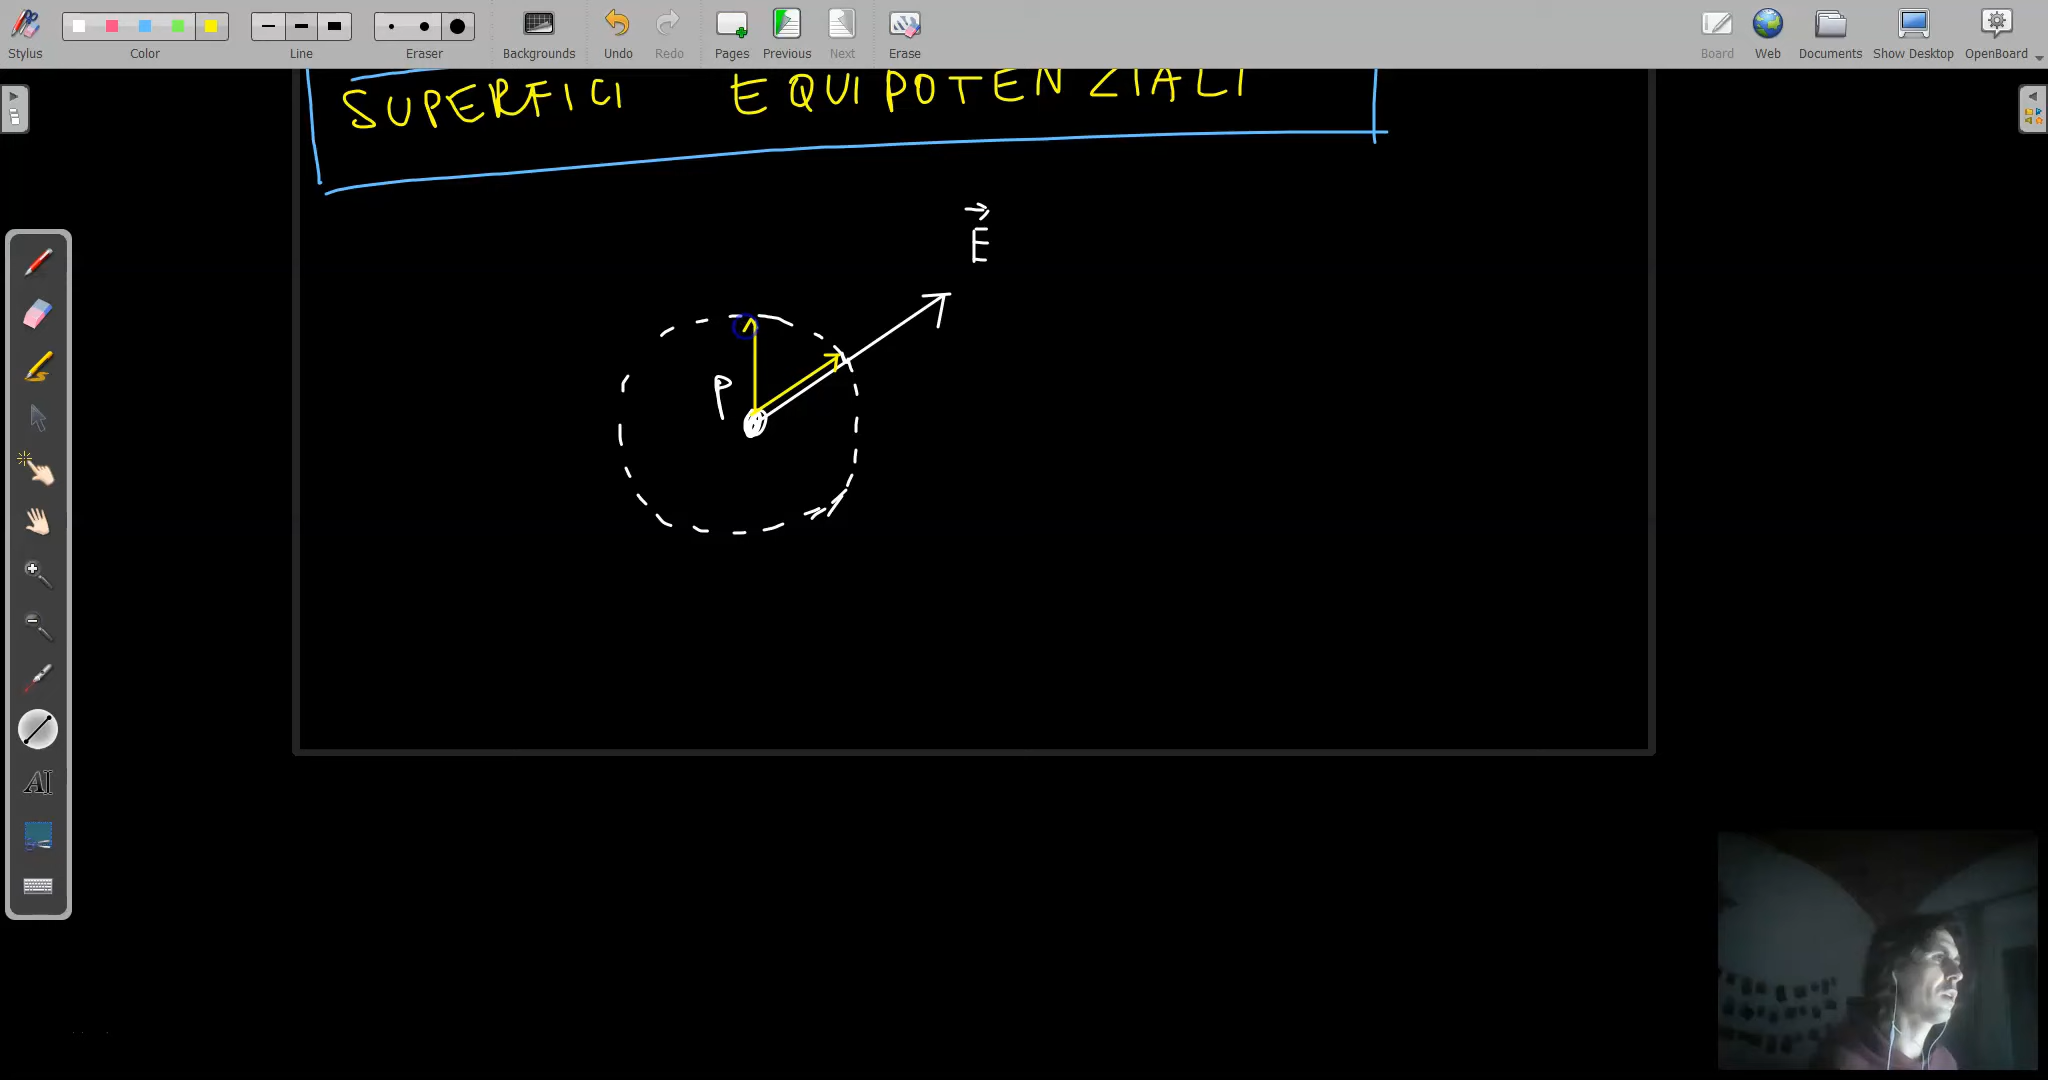 Stylus Color Line Eraser Backgrounds Undo Redo Pages Previous Next Erase Board Web Documents Show Desktop OpenBoard
SUPERFICI EQUIPOTENZIALI
E
P
AI